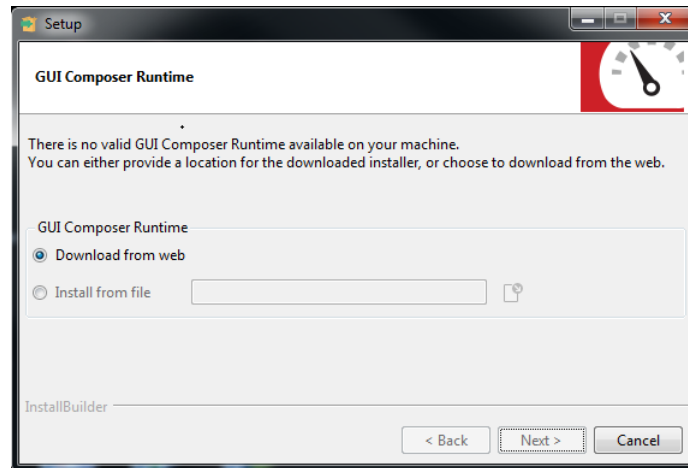 Setup
GUI Composer Runtime
There is no valid GUI Composer Runtime available on your machine.
You can either provide a location for the downloaded installer, or choose to download from the web.
GUI Composer Runtime
Download from web
Install from file
InstallBuilder
< Back
Next >
Cancel